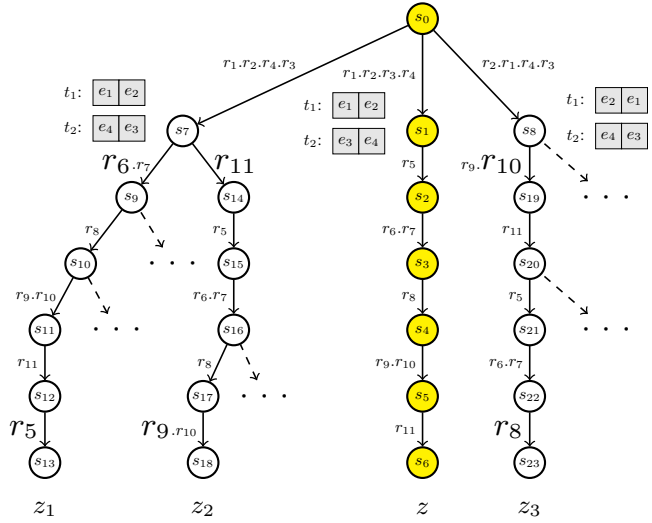 s0
r1.r2.r4.r3 r1.r2.r3.r4 r2.r1.r4.r3
t1: e1 e2 t1: e1 e2 t1: e2 e1
t2: e4 e3 t2: e3 e4 t2: e4 e3
s7 s1 s8
r6.r7 r11 r5 r9.r10
s9 s14 s2 s19 . . .
r8 r5 r6.r7 r11
s10 . . . s15 s3 s20
r9.r10 r6.r7 r8 r5
s11 . . . s16 s4 s21 . . .
r11 r8 r9.r10 r6.r7
s12 s17 . . . s5 s22
r5 r9.r10 r11 r8
s13 s18 s6 s23
z1 z2 z z3